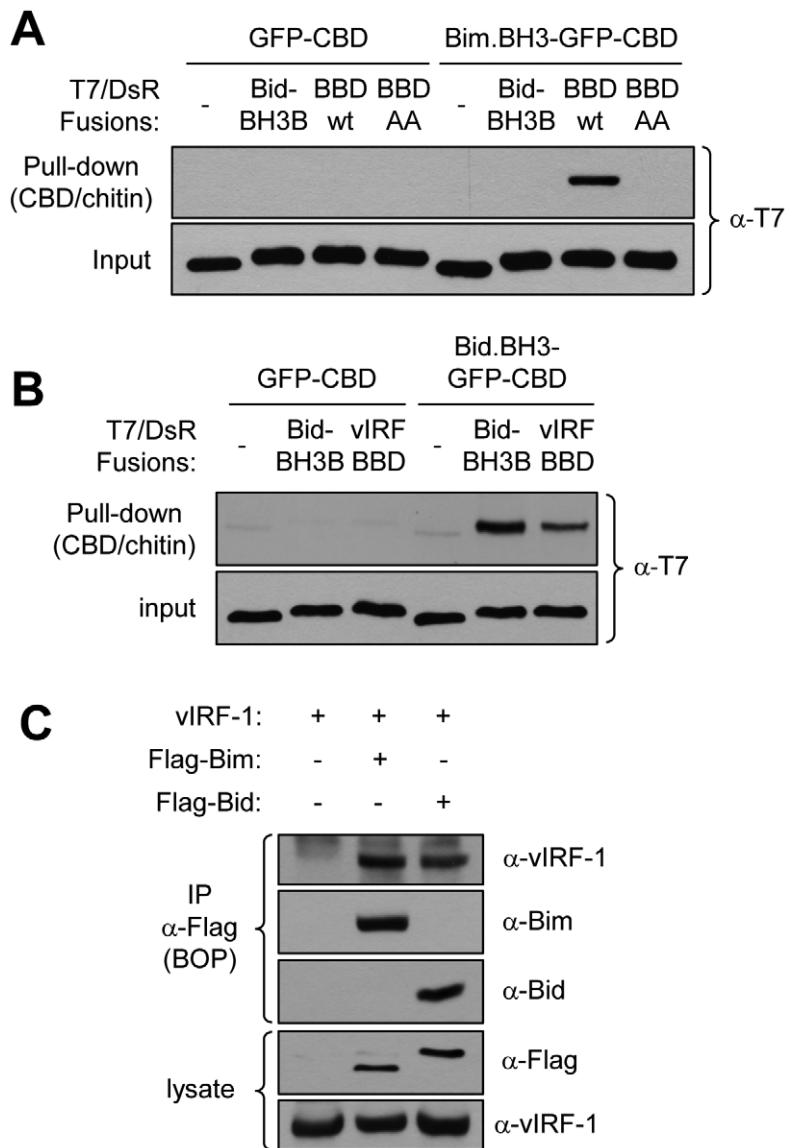 A
GFP-CBD Bim.BH3-GFP-CBD
T7/DsR Fusions: - Bid-BH3B BBD wt BBD AA - Bid-BH3B BBD wt BBD AA
Pull-down (CBD/chitin)
Input
α-T7
B
GFP-CBD Bid.BH3-GFP-CBD
T7/DsR Fusions: - Bid-BH3B vIRF BBD - Bid-BH3B vIRF BBD
Pull-down (CBD/chitin)
input
α-T7
C
vIRF-1: + + +
Flag-Bim: - + -
Flag-Bid: - - +
IP α-Flag (BOP)
α-vIRF-1
α-Bim
α-Bid
lysate
α-Flag
α-vIRF-1